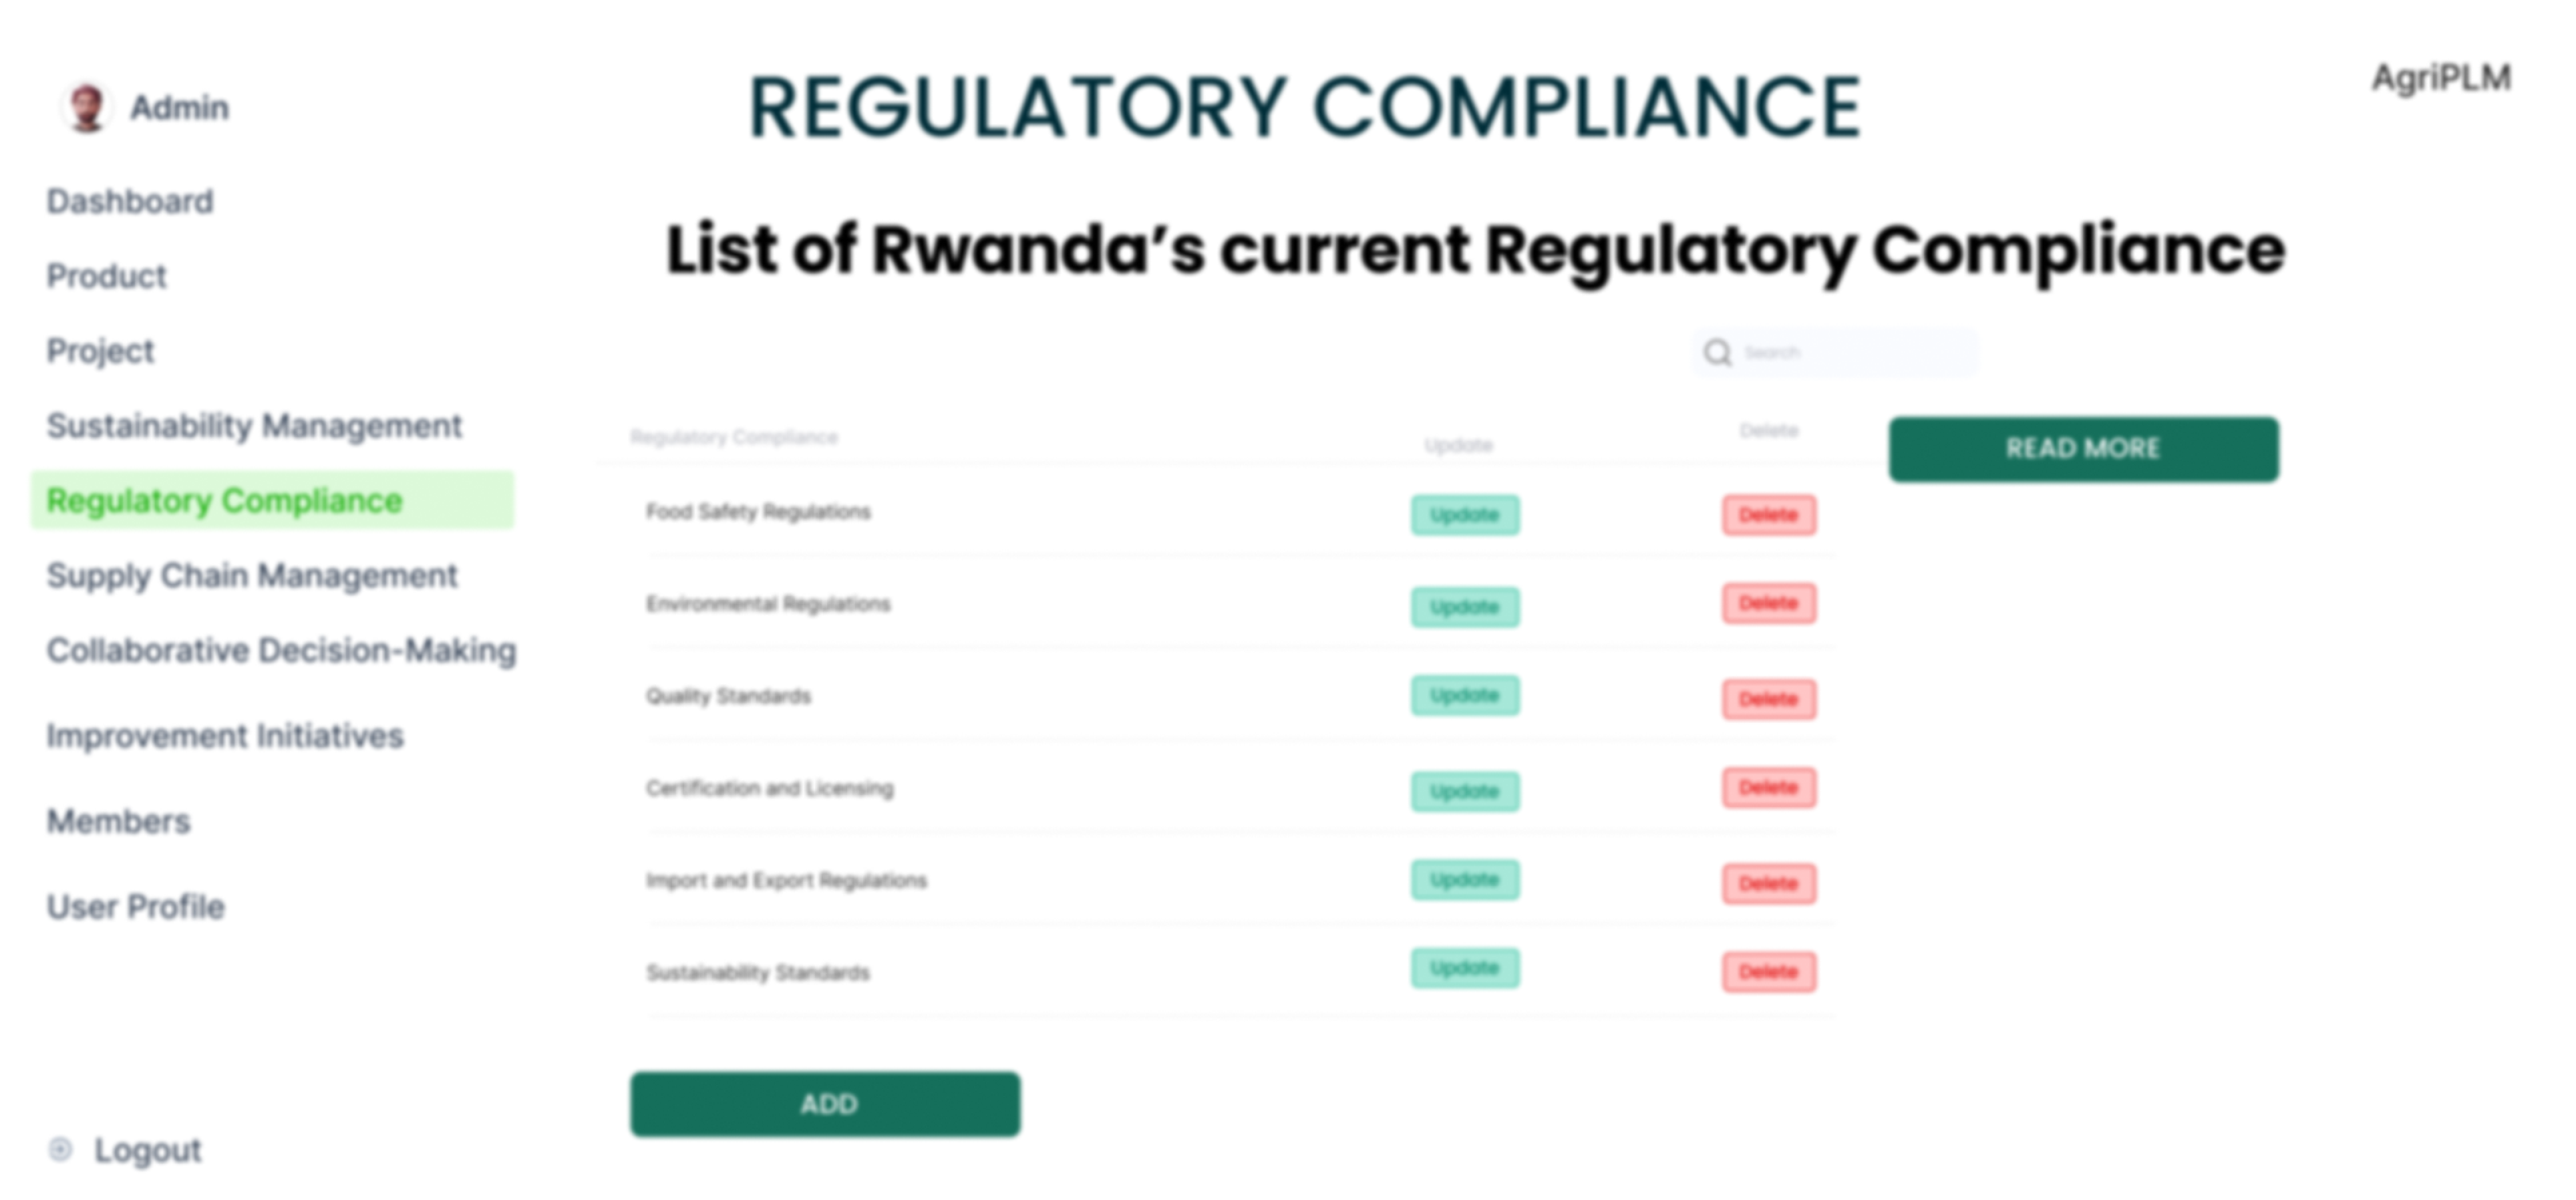 Admin
Dashboard
Product
Project
Sustainability Management
Regulatory Compliance
Supply Chain Management
Collaborative Decision-Making
Improvement Initiatives
Members
User Profile
Logout
REGULATORY COMPLIANCE
AgriPLM
List of Rwanda’s current Regulatory Compliance
Search
Regulatory Compliance Update Delete
READ MORE
Food Safety Regulations Update Delete
Environmental Regulations Update Delete
Quality Standards Update Delete
Certification and Licensing Update Delete
Import and Export Regulations Update Delete
Sustainability Standards Update Delete
ADD